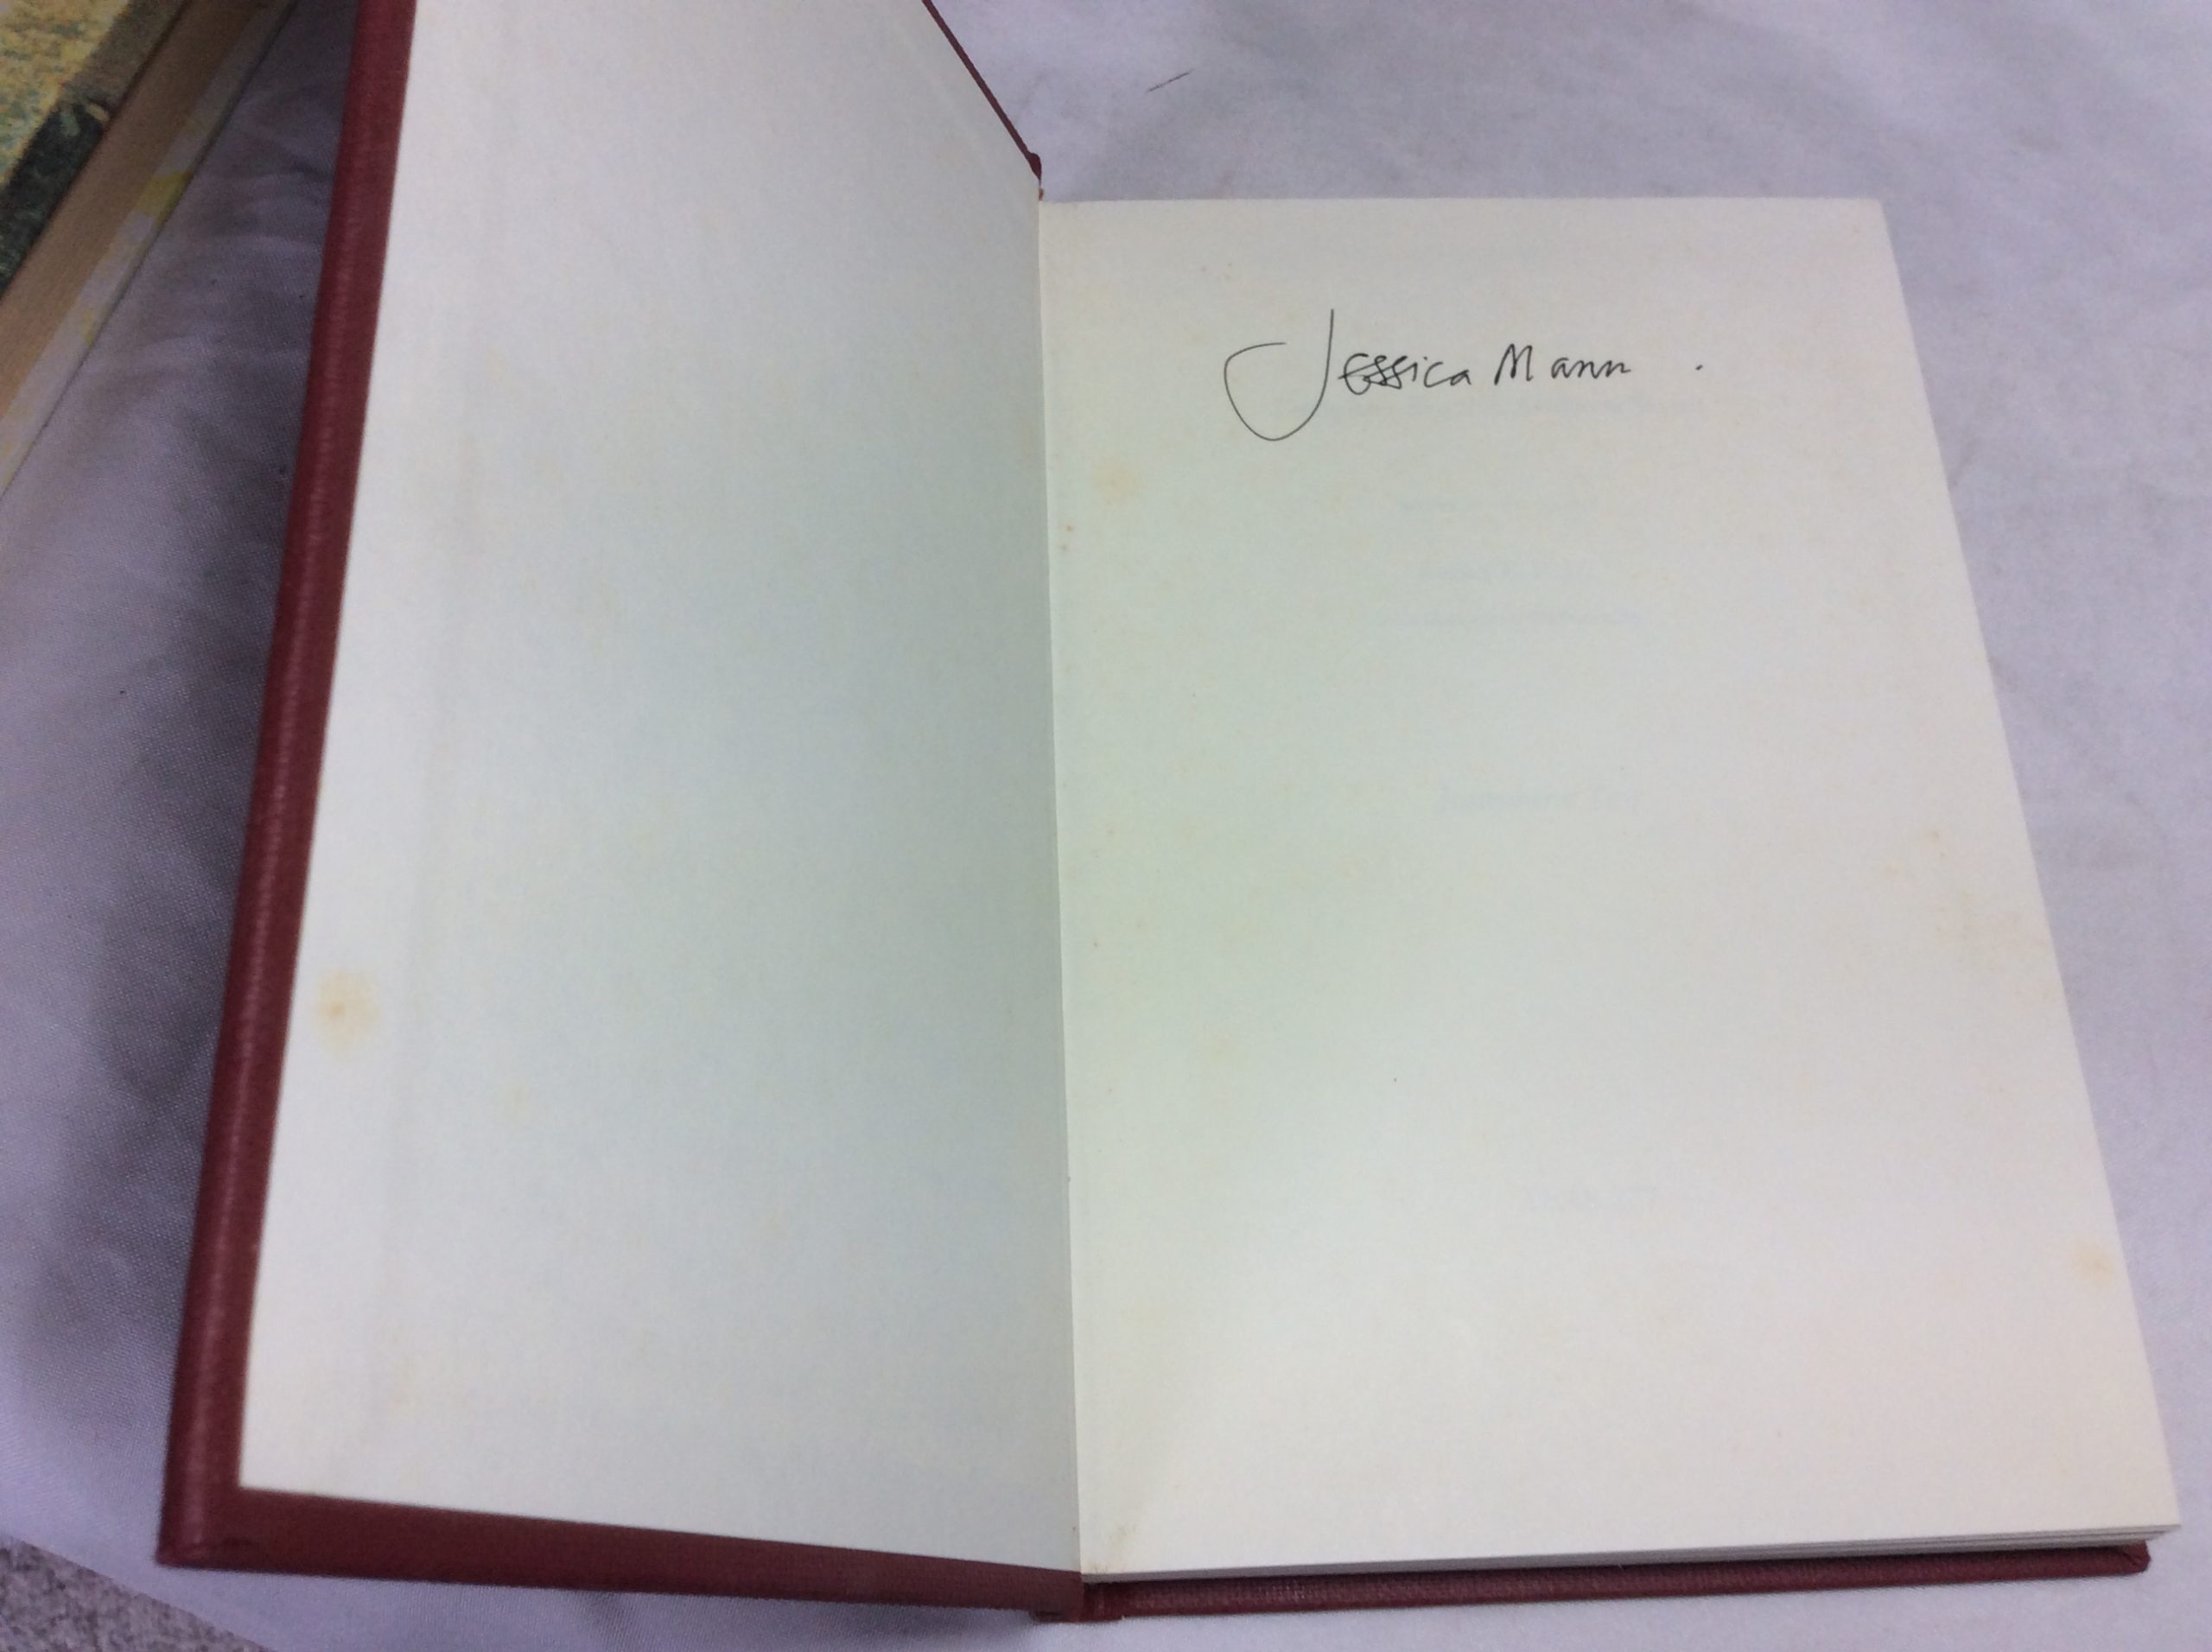 Jessica Mann .